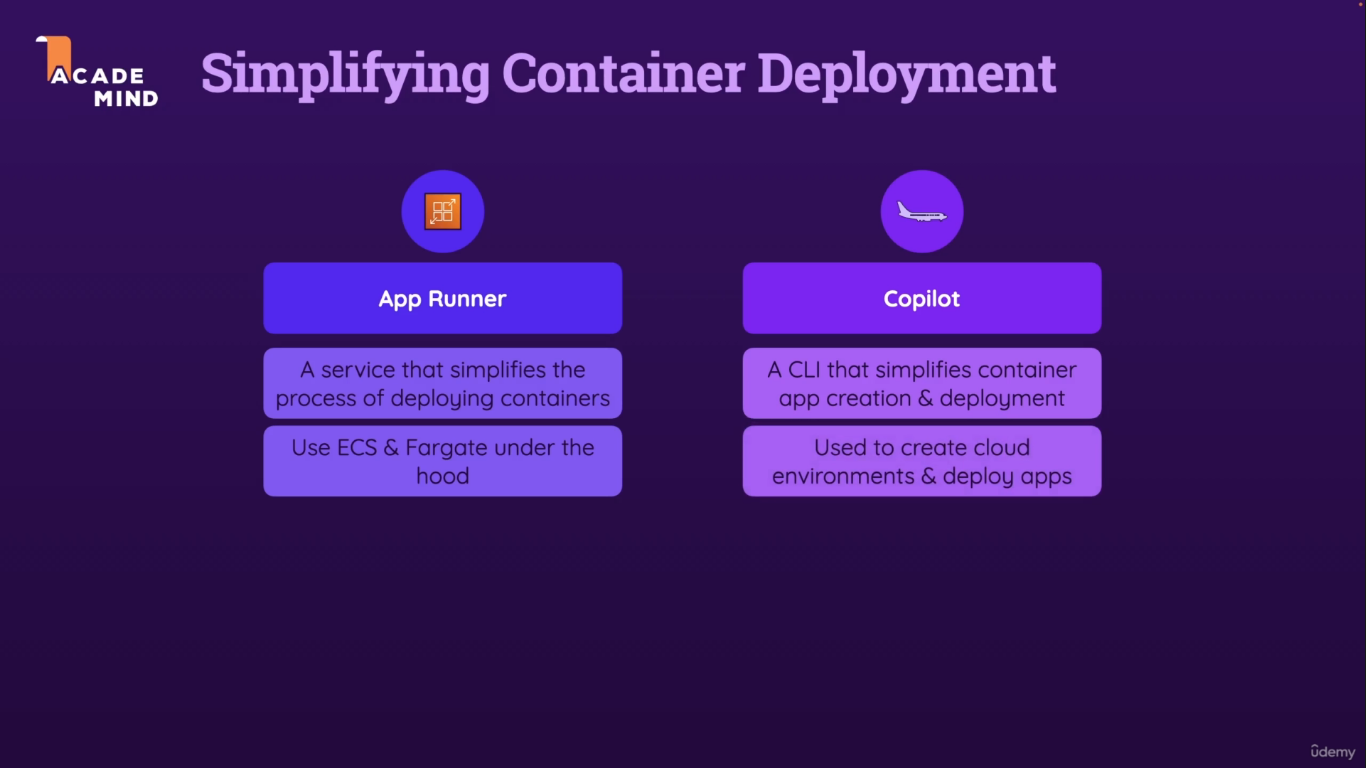 ACADE
MIND
Simplifying Container Deployment
App Runner
A service that simplifies the
process of deploying containers
Use ECS & Fargate under the
hood
Copilot
A CLI that simplifies container
app creation & deployment
Used to create cloud
environments & deploy apps
udemy